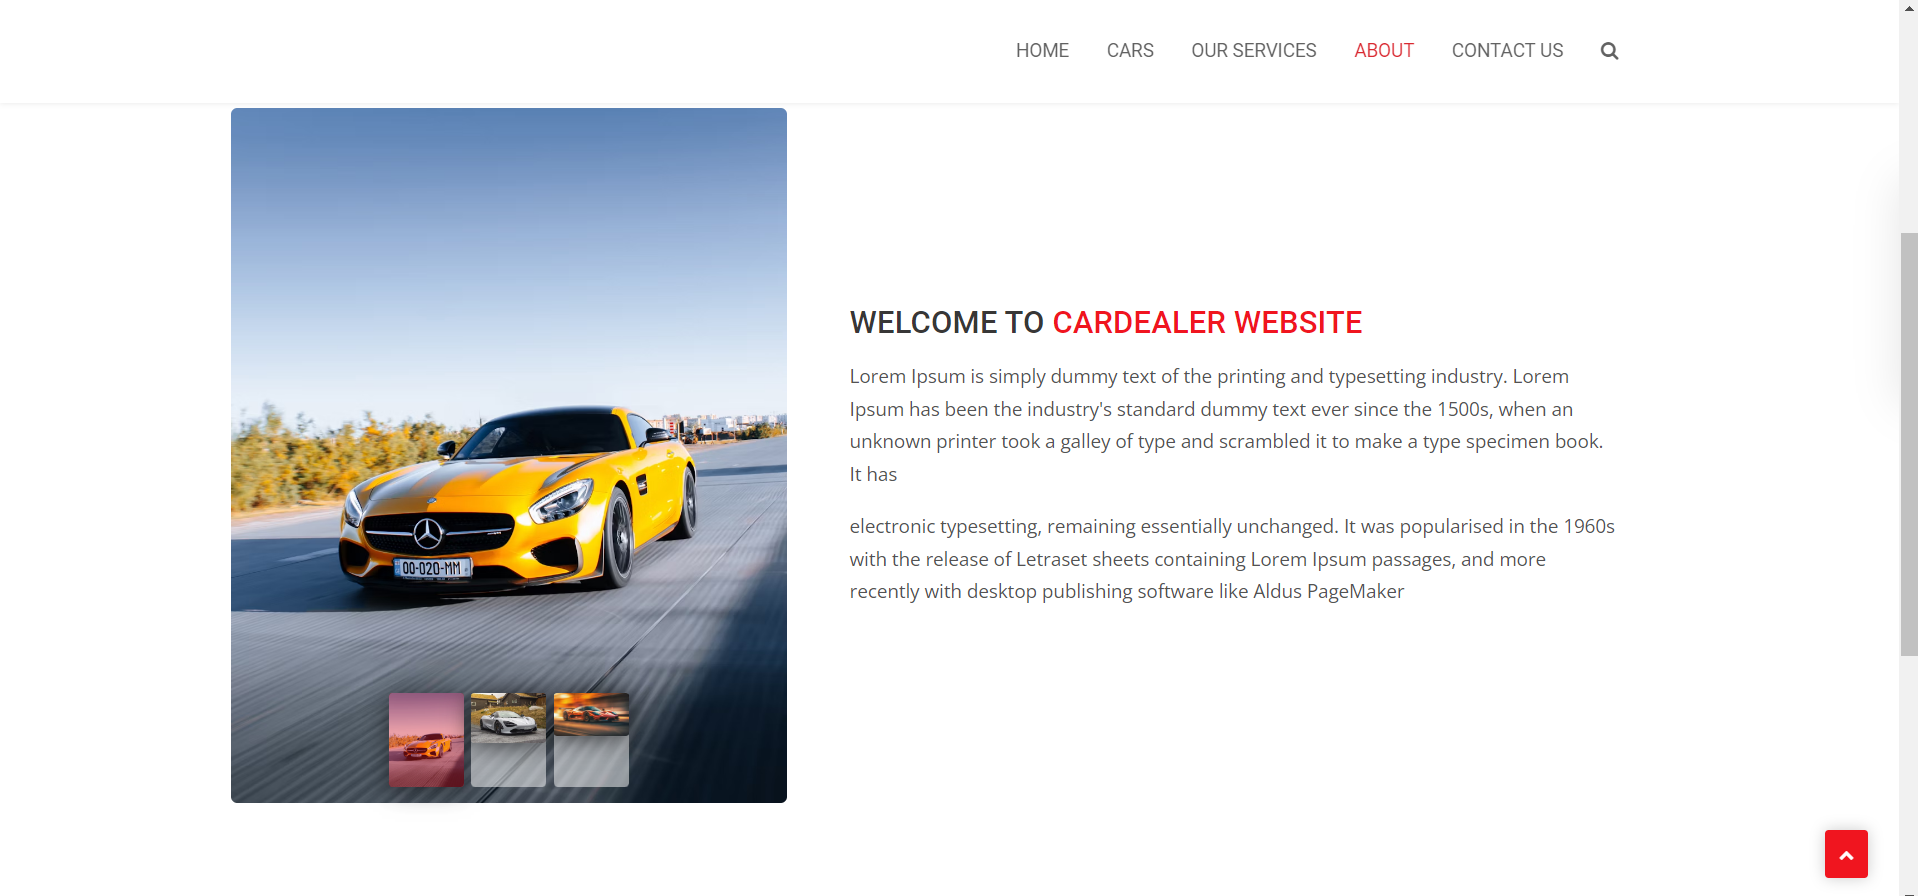 HOME CARS OUR SERVICES ABOUT CONTACT US
WELCOME TO CARDEALER WEBSITE
Lorem Ipsum is simply dummy text of the printing and typesetting industry. Lorem
Ipsum has been the industry's standard dummy text ever since the 1500s, when an
unknown printer took a galley of type and scrambled it to make a type specimen book.
It has
electronic typesetting, remaining essentially unchanged. It was popularised in the 1960s
with the release of Letraset sheets containing Lorem Ipsum passages, and more
recently with desktop publishing software like Aldus PageMaker
00-020-MM